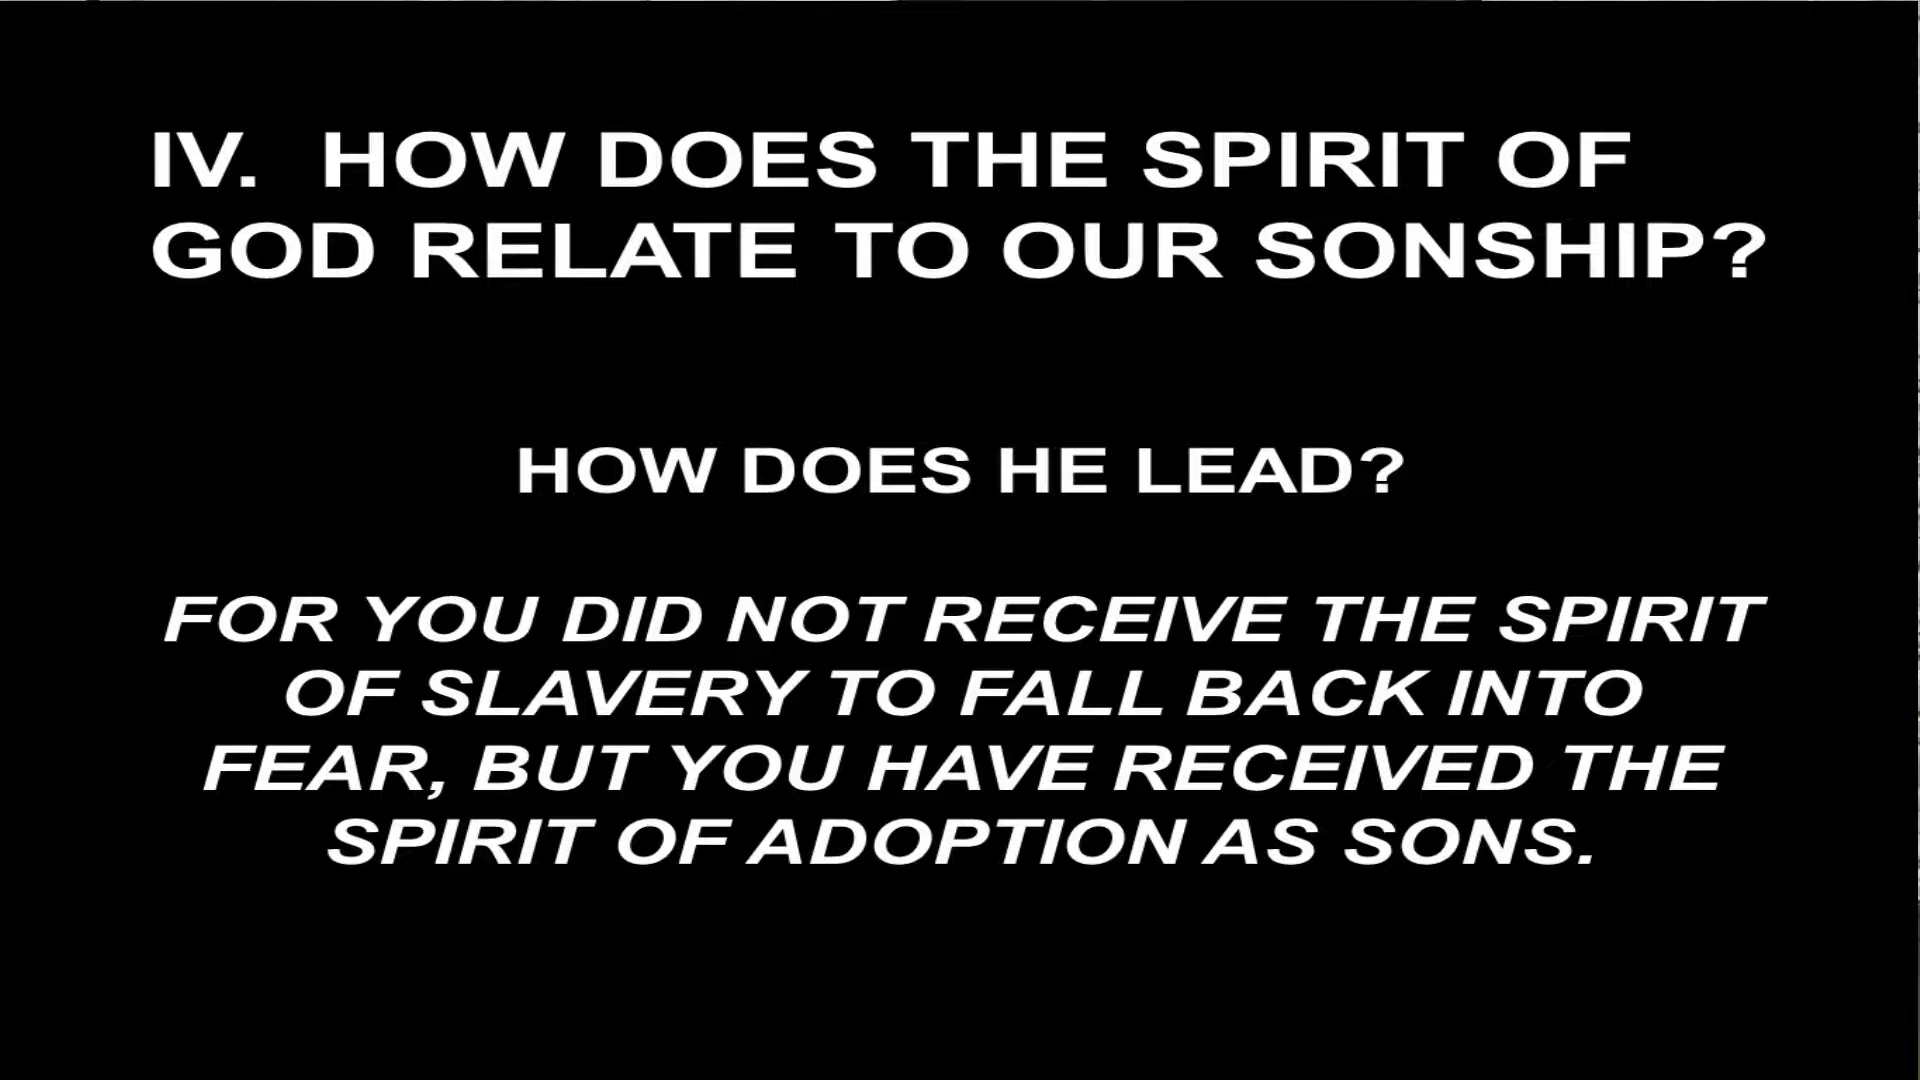 IV.  HOW DOES THE SPIRIT OF
GOD RELATE TO OUR SONSHIP?
HOW DOES HE LEAD?
FOR YOU DID NOT RECEIVE THE SPIRIT
OF SLAVERY TO FALL BACK INTO
FEAR, BUT YOU HAVE RECEIVED THE
SPIRIT OF ADOPTION AS SONS.